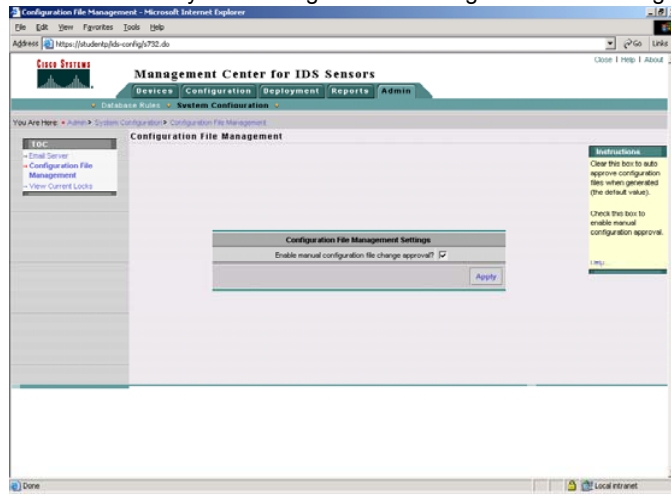 Configuration File Management - Microsoft Internet Explorer
File Edit View Favorites Tools Help
Address https://studentp/ids-config/s732.do Go Links
Close | Help | About
CISCO SYSTEMS
Management Center for IDS Sensors
Devices Configuration Deployment Reports Admin
Database Rules System Configuration
You Are Here: Admin > System Configuration > Configuration File Management
TOC
Email Server
Configuration File
Management
View Current Locks
Configuration File Management
Configuration File Management Settings
Enable manual configuration file change approval?
Apply
Instructions
Clear this box to auto
approve configuration
files when generated
(the default value).
Check this box to
enable manual
configuration approval.
Done
Local intranet